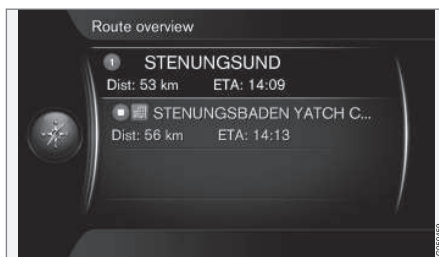 Route overview
1 STENUNGSUND
Dist: 53 km ETA: 14:09
STENUNGSBADEN YATCH C...
Dist: 56 km ETA: 14:13